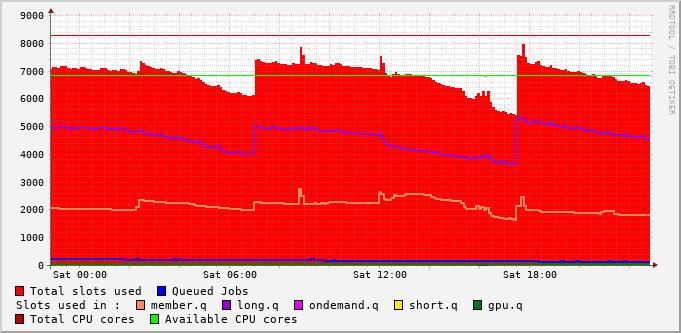 9000
8000
7000
6000
5000
4000
3000
2000
1000
0
Sat 00:00 Sat 06:00 Sat 12:00 Sat 18:00
RRDTOOL / TOBI OETIKER
Total slots used Queued Jobs
Slots used in : member.q long.q ondemand.q short.q gpu.q
Total CPU cores Available CPU cores